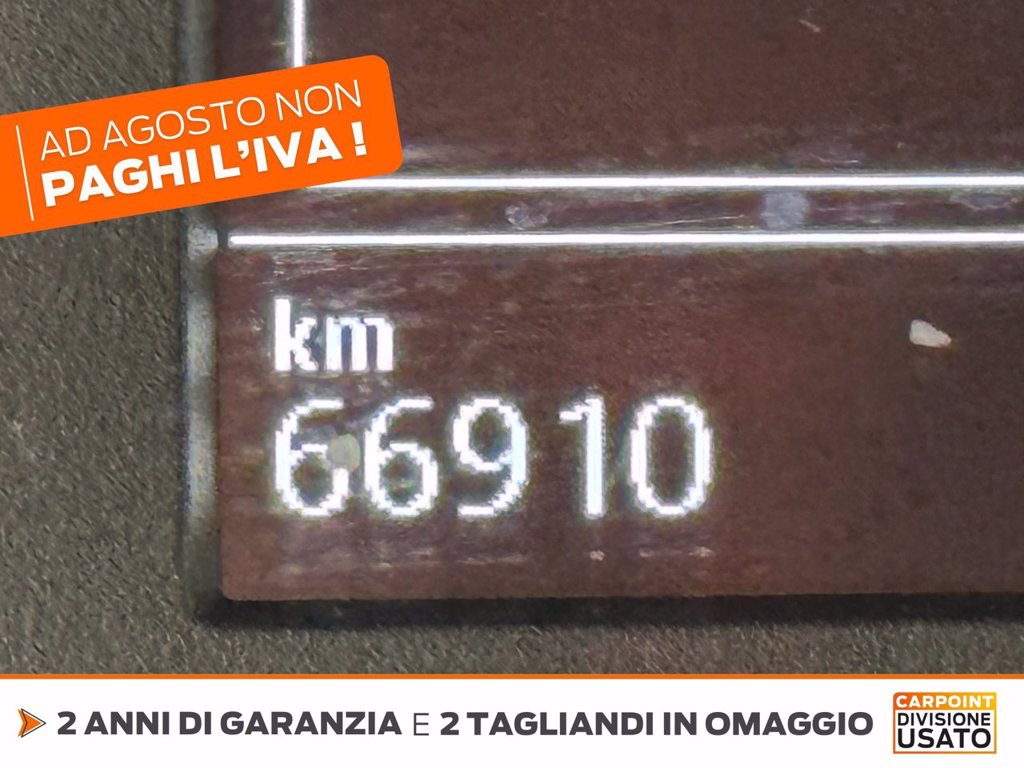 AD AGOSTO NON
PAGHI L'IVA !
km
66910
2 ANNI DI GARANZIA E 2 TAGLIANDI IN OMAGGIO
CARPOINT
DIVISIONE
USATO